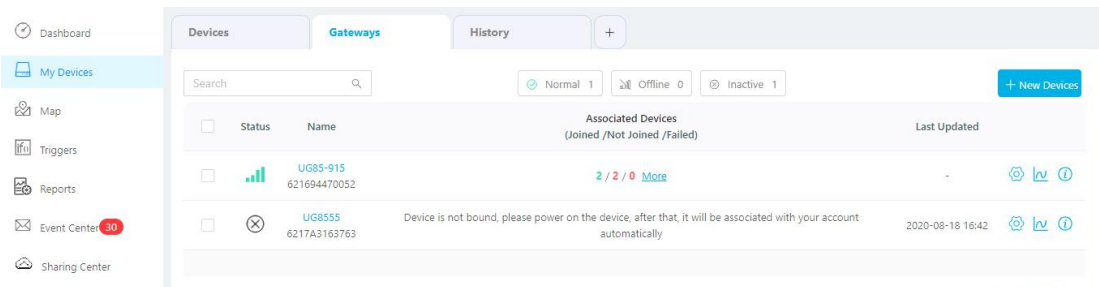 Dashboard
My Devices
Map
Triggers
Reports
Event Center 30
Sharing Center
Devices
Gateways
History
+
Search
Normal 1
Offline 0
Inactive 1
+ New Devices
Status
Name
Associated Devices
(Joined /Not Joined /Failed)
Last Updated
UG85-915
621694470052
2 / 2 / 0 More
-
UG8555
6217A3163763
Device is not bound, please power on the device, after that, it will be associated with your account
automatically
2020-08-18 16:42